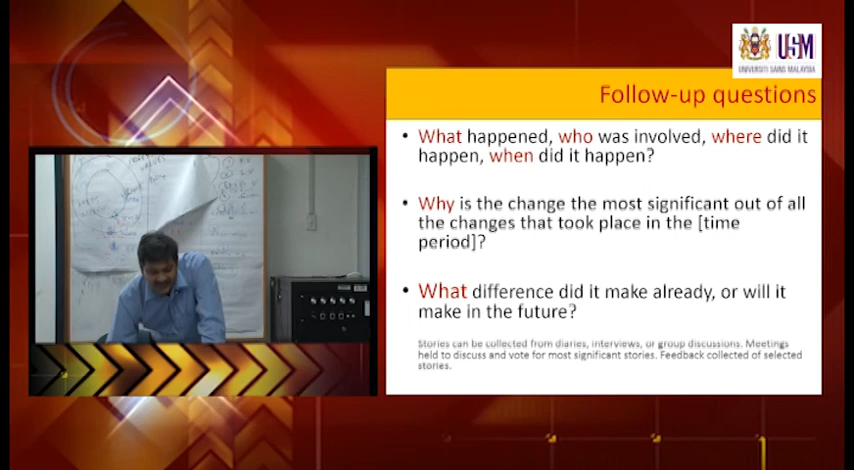 USM
UNIVERSITI SAINS MALAYSIA
Follow-up questions
• What happened, who was involved, where did it
happen, when did it happen?
• Why is the change the most significant out of all
the changes that took place in the [time
period]?
• What difference did it make already, or will it
make in the future?
Stories can be collected from diaries, interviews, or group discussions. Meetings
held to discuss and vote for most significant stories. Feedback collected of selected
stories.